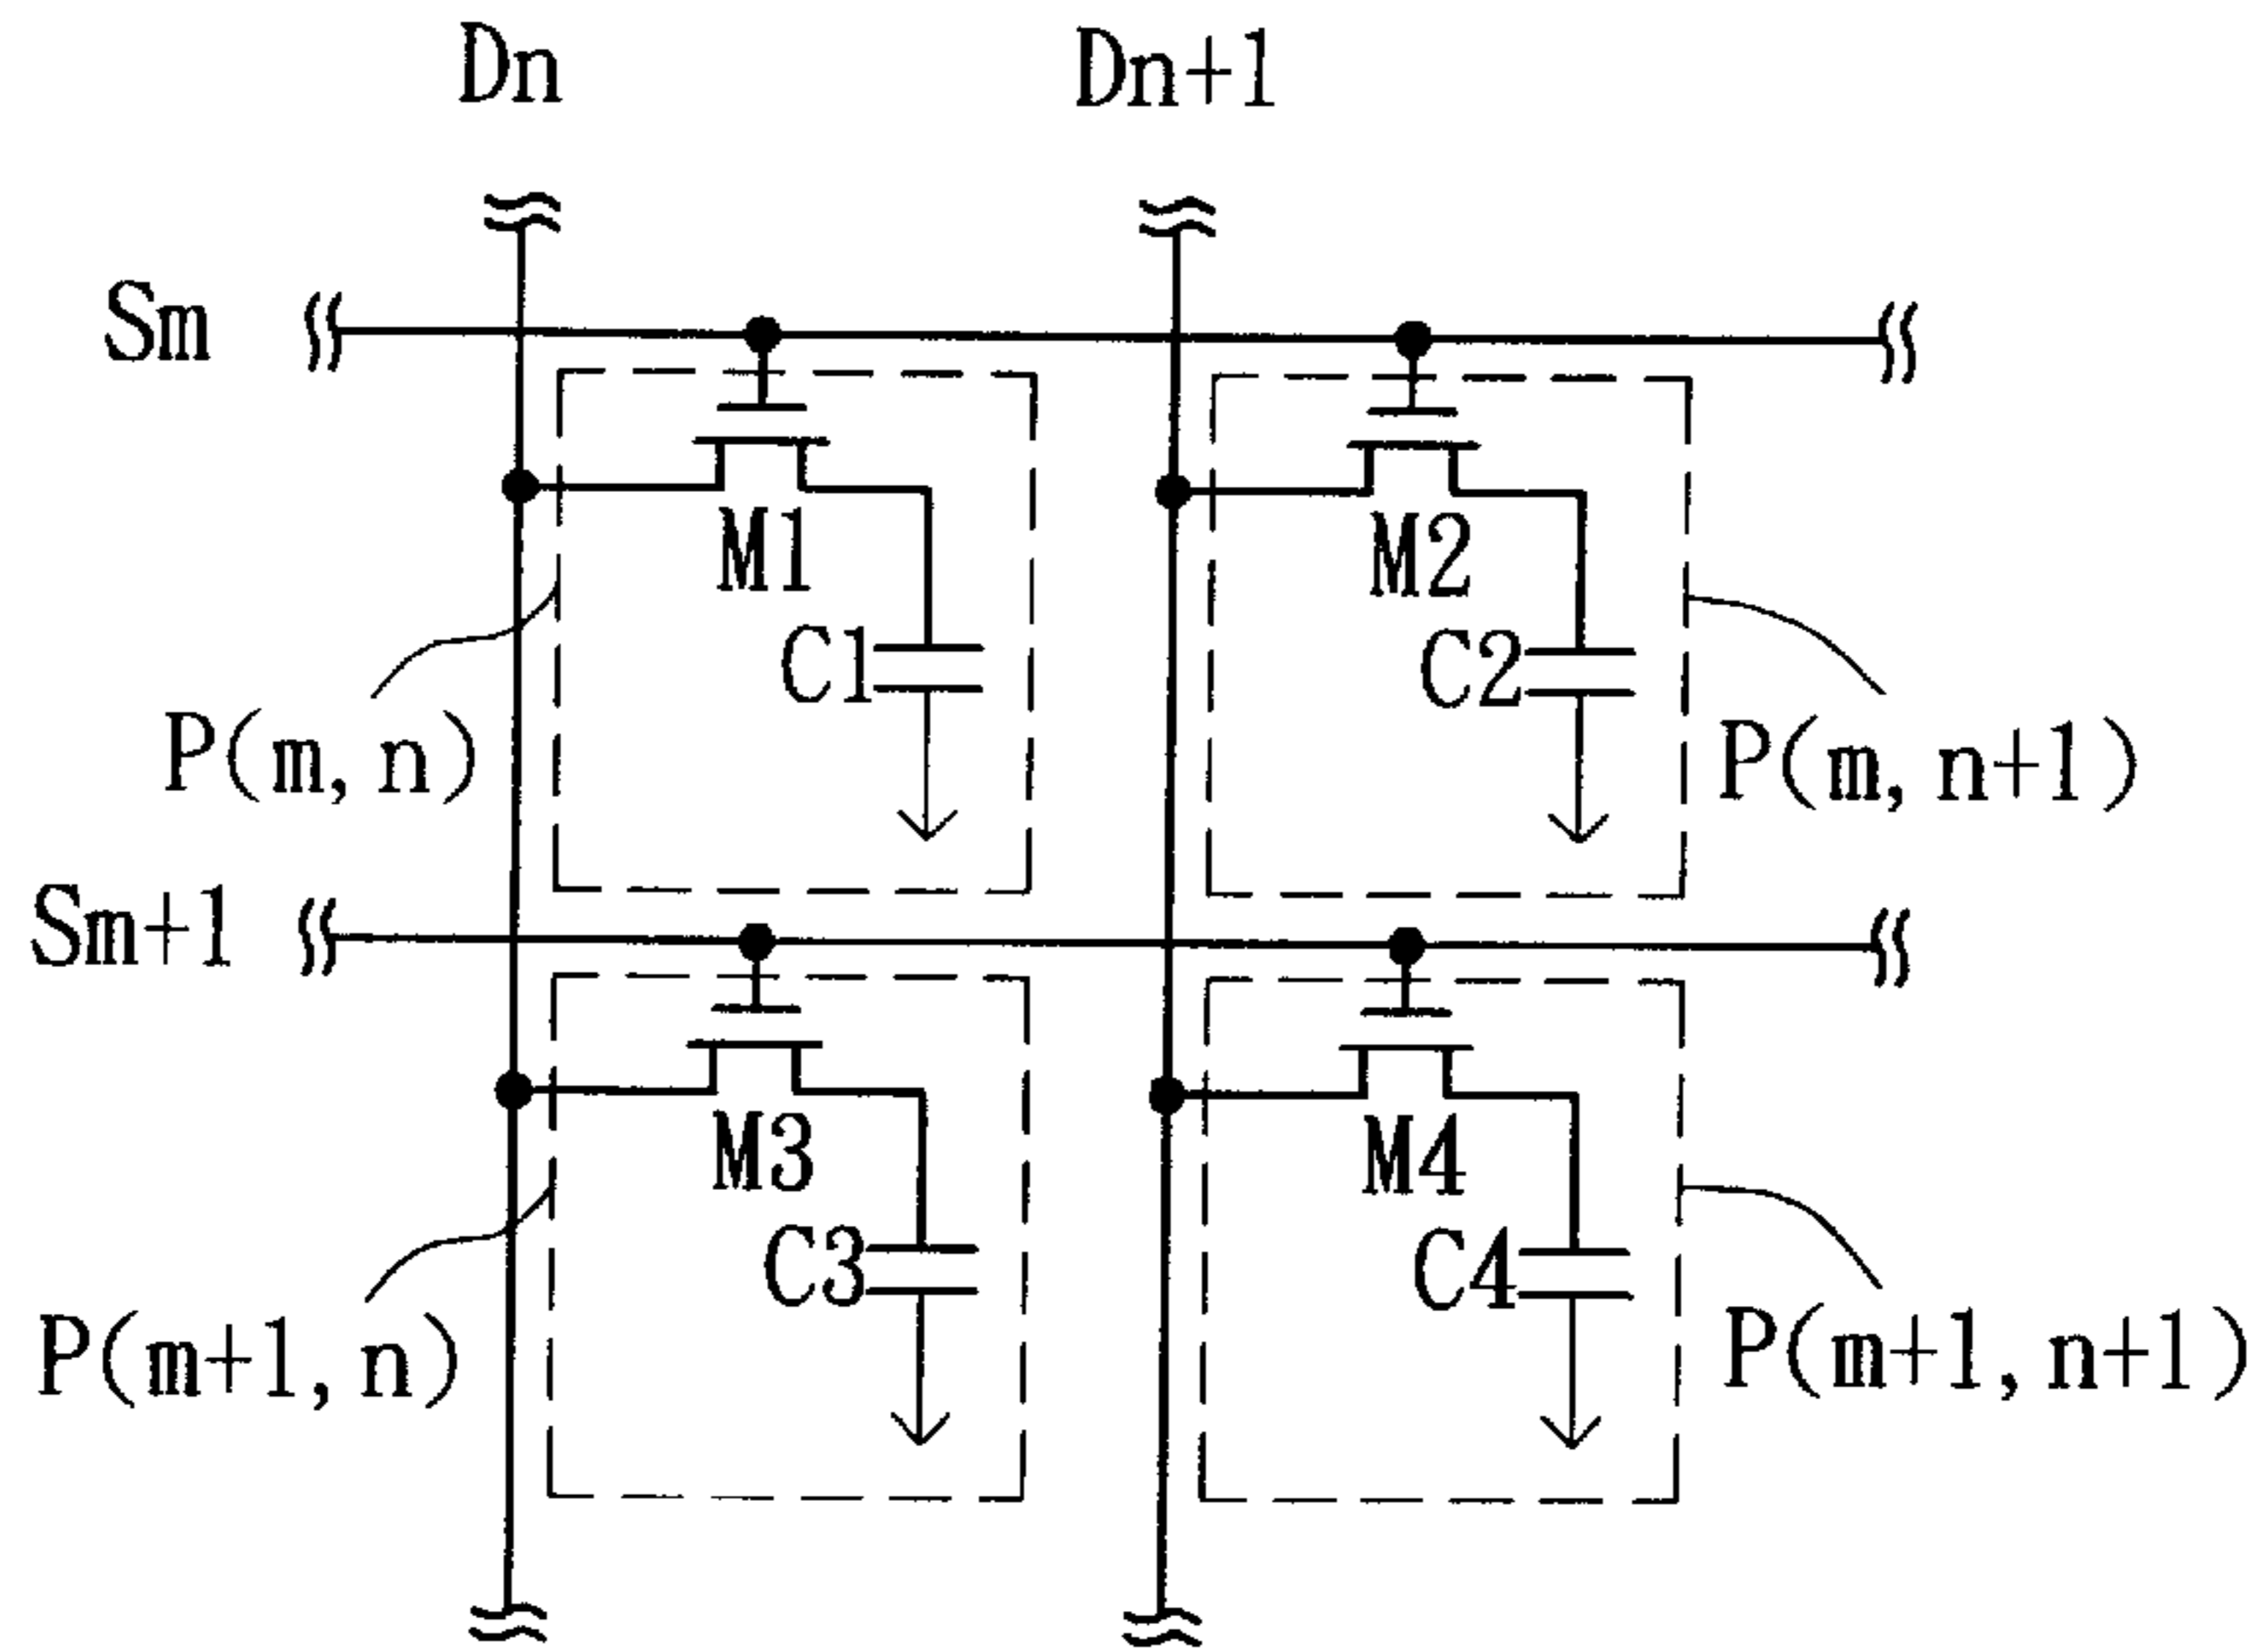 Dn
Dn+1
Sm
M1
M2
C1
C2
P(m,n)
P(m,n+1)
Sm+1
M3
M4
C3
C4
P(m+1,n)
P(m+1,n+1)